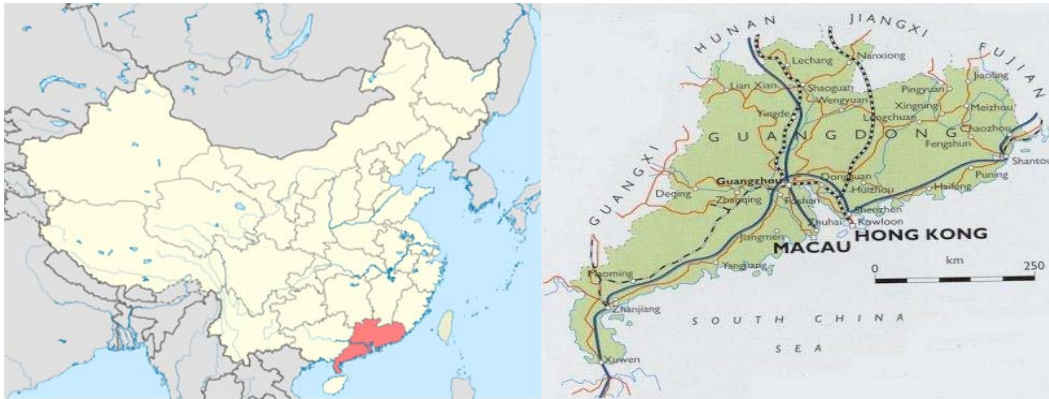 HUNAN
JIANGXI
FUJIAN
GUANGXI
Lechang
Nanxiong
Lian Xian
Shaoguan
Wengyuan
Yingde
Pingyuan
Jiaoling
Xingning
Meizhou
Longchuan
Chaozhou
Fengshun
GUANGDONG
Shantou
Puning
Haifeng
Guangzhou
Dongguan
Huizhou
Deqing
Zhaoqing
Foshan
Shenzhen
Zhuhai
Kowloon
Jiangmen
MACAU
HONG KONG
km
0
250
Yangjiang
Maoming
Zhanjiang
SOUTH CHINA
SEA
Xuwen